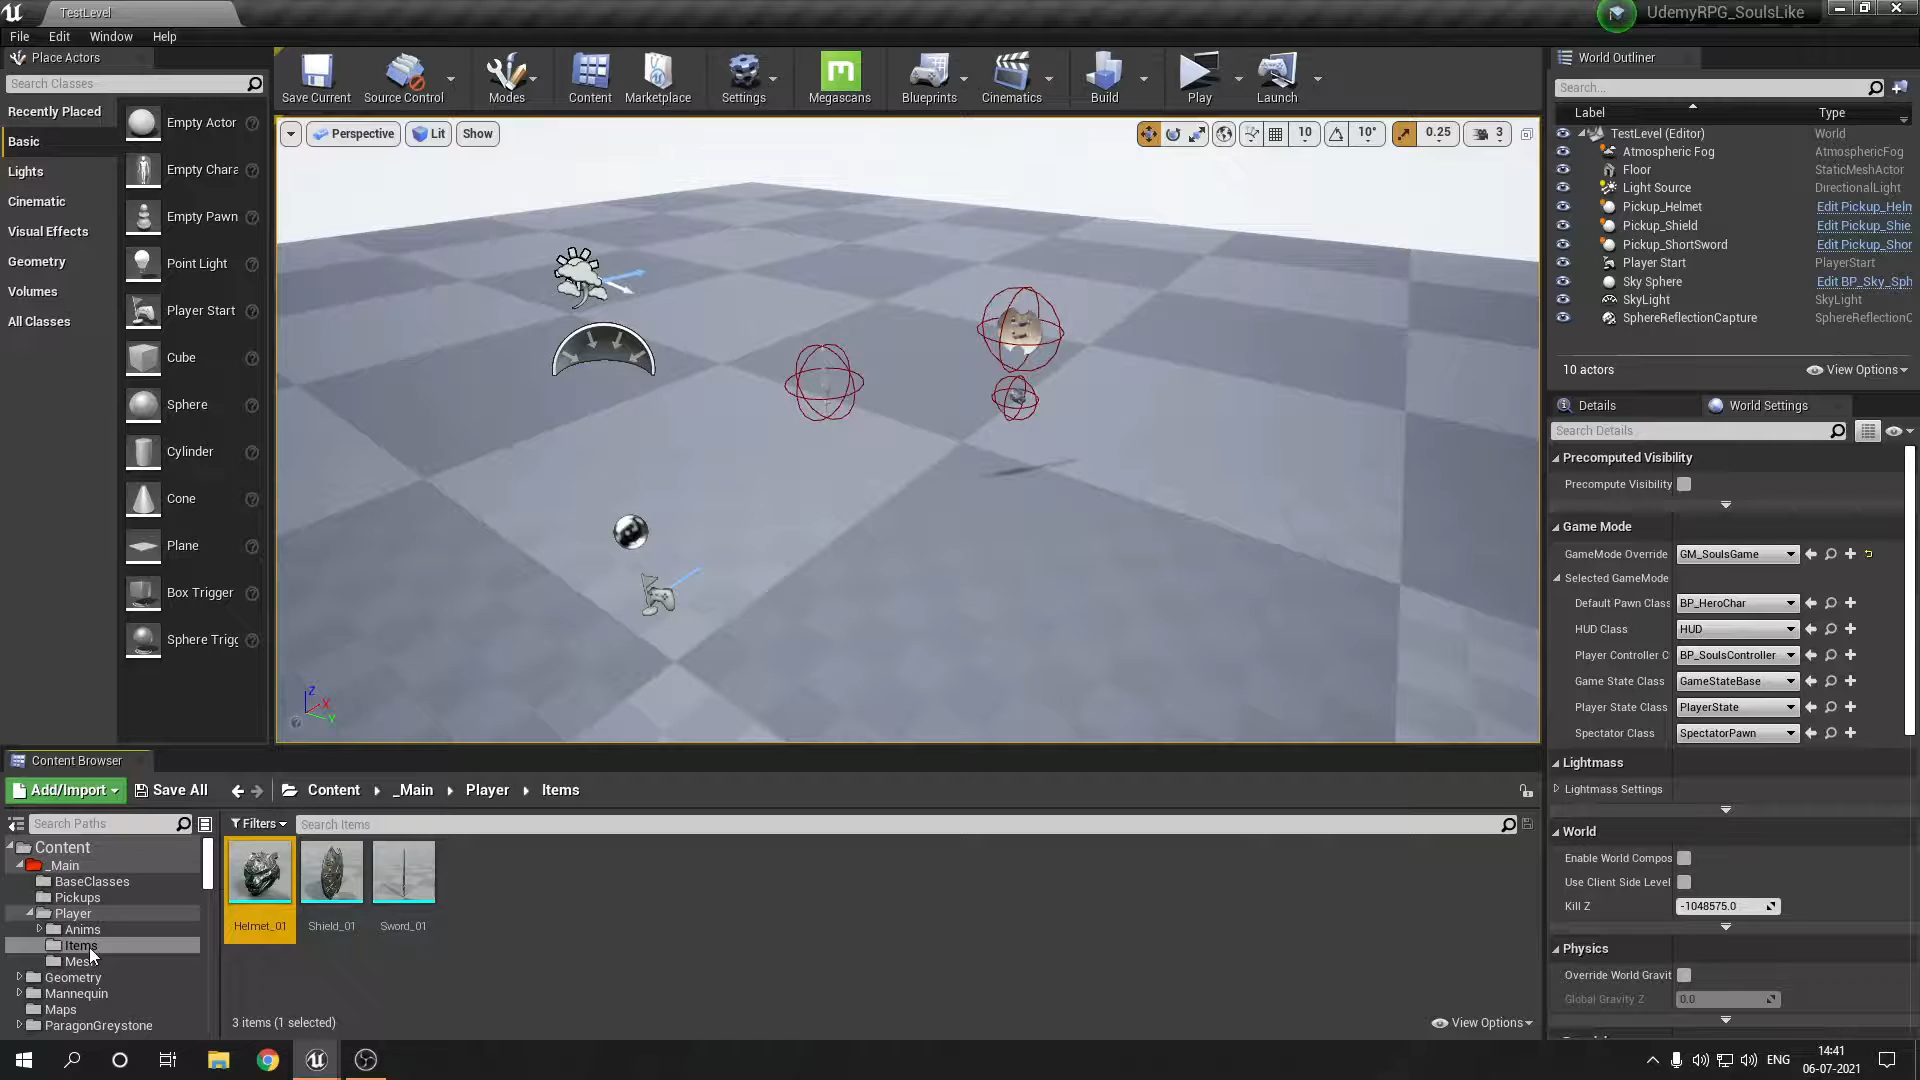 TestLevel
UdemyRPG_SoulsLike
File Edit Window Help
Place Actors
Search Classes
Recently Placed
Basic
Lights
Cinematic
Visual Effects
Geometry
Volumes
All Classes
Empty Actor
Empty Chara
Empty Pawn
Point Light
Player Start
Cube
Sphere
Cylinder
Cone
Plane
Box Trigger
Sphere Trigg
Save Current
Source Control
Modes
Content
Marketplace
Settings
Megascans
Blueprints
Cinematics
Build
Play
Launch
Perspective
Lit
Show
10
10°
0.25
3
Z
X
Y
World Outliner
Search...
Label Type
TestLevel (Editor) World
Atmospheric Fog AtmosphericFog
Floor StaticMeshActor
Light Source DirectionalLight
Pickup_Helmet Edit Pickup_Helm
Pickup_Shield Edit Pickup_Shie
Pickup_ShortSword Edit Pickup_Shor
Player Start PlayerStart
Sky Sphere Edit BP_Sky_Sph
SkyLight SkyLight
SphereReflectionCapture SphereReflectionC
10 actors
View Options
Details
World Settings
Search Details
Precomputed Visibility
Precompute Visibility
Game Mode
GameMode Override GM_SoulsGame
Selected GameMode
Default Pawn Class BP_HeroChar
HUD Class HUD
Player Controller C BP_SoulsController
Game State Class GameStateBase
Player State Class PlayerState
Spectator Class SpectatorPawn
Lightmass
Lightmass Settings
World
Enable World Compos
Use Client Side Level
Kill Z -1048575.0
Physics
Override World Gravit
Global Gravity Z 0.0
Content Browser
Add/Import
Save All
Content
_Main
Player
Items
Search Paths
Filters
Search Items
Content
_Main
BaseClasses
Pickups
Player
Anims
Items
Mesh
Geometry
Mannequin
Maps
ParagonGreystone
Helmet_01
Shield_01
Sword_01
3 items (1 selected)
View Options
ENG
14:41
06-07-2021